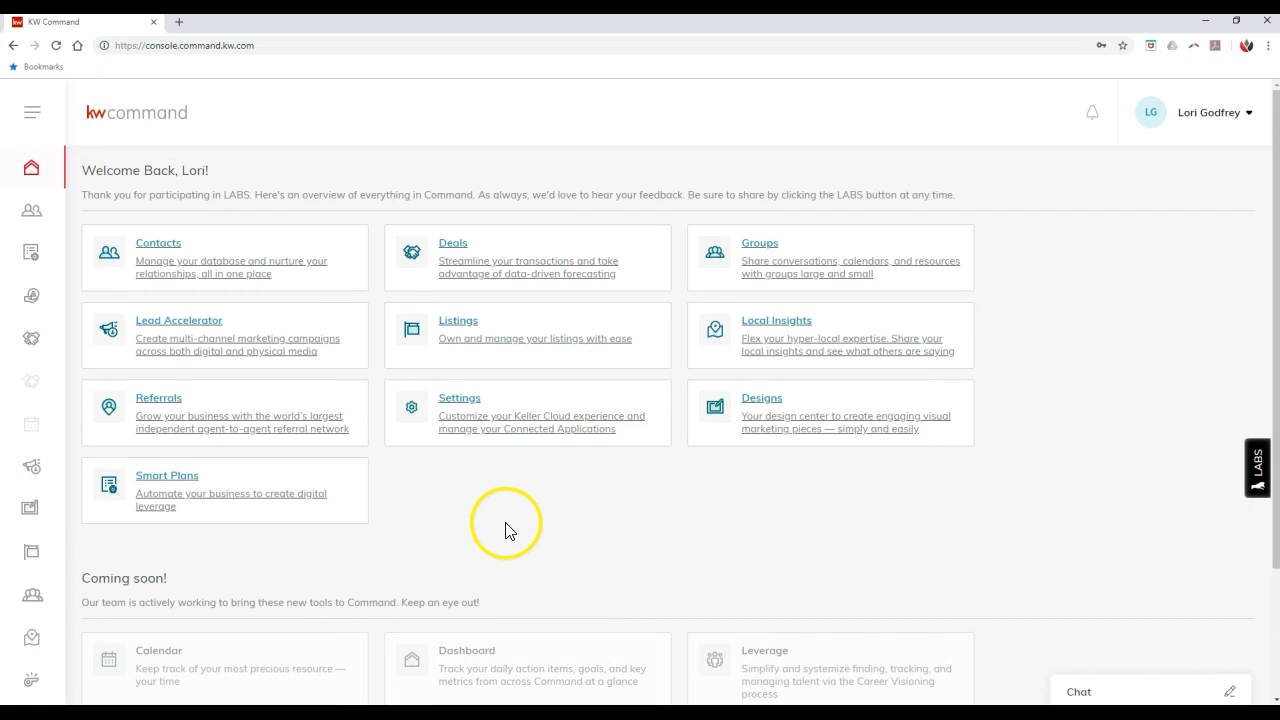 KW Command
https://console.command.kw.com
Bookmarks
kwcommand
LG
Lori Godfrey
Welcome Back, Lori!
Thank you for participating in LABS. Here's an overview of everything in Command. As always, we'd love to hear your feedback. Be sure to share by clicking the LABS button at any time.
Contacts
Manage your database and nurture your
relationships, all in one place
Deals
Streamline your transactions and take
advantage of data-driven forecasting
Groups
Share conversations, calendars, and resources
with groups large and small
Lead Accelerator
Create multi-channel marketing campaigns
across both digital and physical media
Listings
Own and manage your listings with ease
Local Insights
Flex your hyper-local expertise. Share your
local insights and see what others are saying
Referrals
Grow your business with the world's largest
independent agent-to-agent referral network
Settings
Customize your Keller Cloud experience and
manage your Connected Applications
Designs
Your design center to create engaging visual
marketing pieces — simply and easily
LABS
Smart Plans
Automate your business to create digital
leverage
Coming soon!
Our team is actively working to bring these new tools to Command. Keep an eye out!
Calendar
Keep track of your most precious resource —
your time
Dashboard
Track your daily action items, goals, and key
metrics from across Command at a glance
Leverage
Simplify and systemize finding, tracking, and
managing talent via the Career Visioning
process
Chat